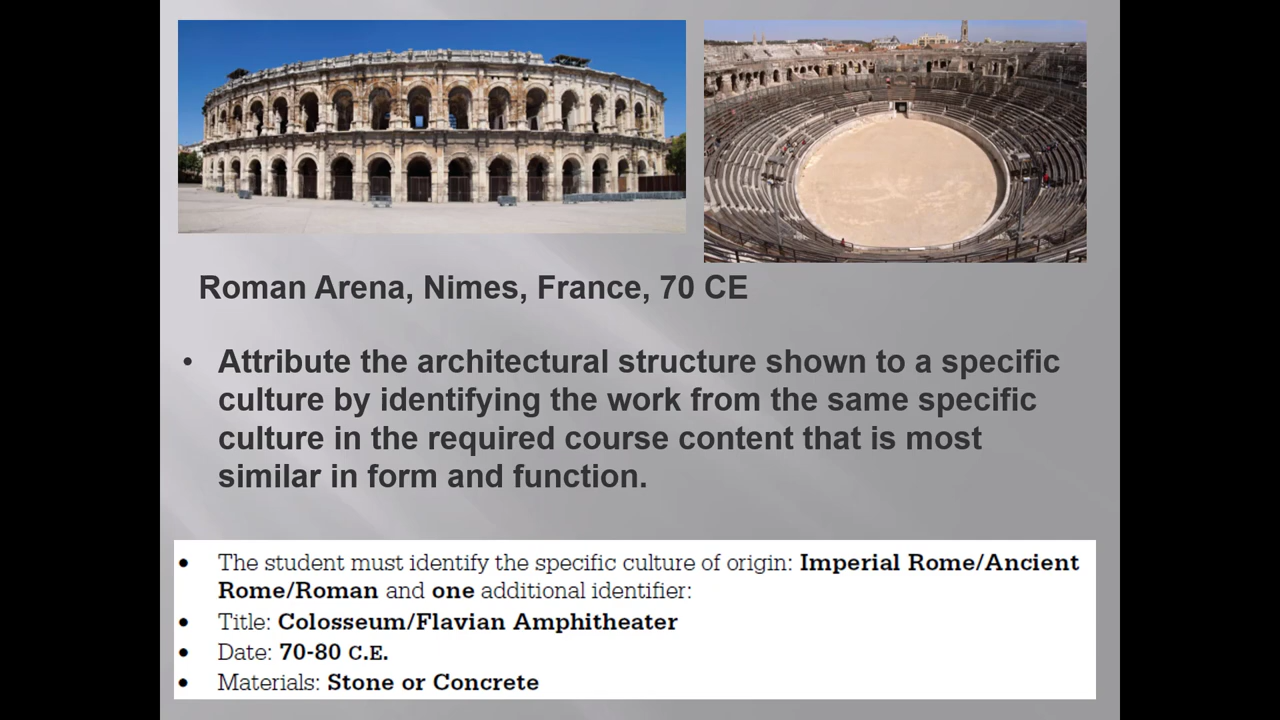 Roman Arena, Nimes, France, 70 CE
• Attribute the architectural structure shown to a specific
culture by identifying the work from the same specific
culture in the required course content that is most
similar in form and function.
• The student must identify the specific culture of origin: Imperial Rome/Ancient
Rome/Roman and one additional identifier:
• Title: Colosseum/Flavian Amphitheater
• Date: 70-80 C.E.
• Materials: Stone or Concrete